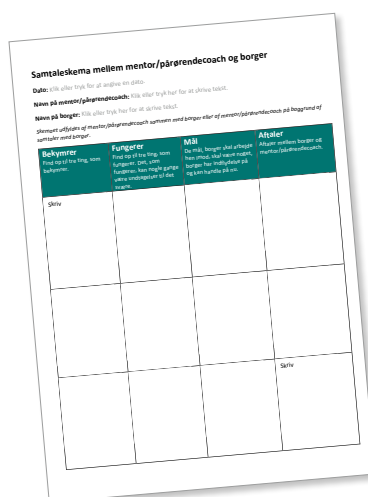 Samtaleskema mellem mentor/pårørendecoach og borger
Dato: Klik eller tryk for at angive en dato.
Navn på mentor/pårørendecoach: Klik eller tryk her for at skrive tekst.
Navn på borger: Klik eller tryk her for at skrive tekst.
Skemaet udfyldes af mentor/pårørendecoach sammen med borger eller af mentor/pårørendecoach på baggrund af
samtaler med borger.
Bekymrer
Find op til tre ting, som
bekymrer.
Fungerer
Find op til tre ting, som
fungerer. Det, som
fungerer, kan nogle gange
være undtagelser til det
svære.
Mål
De mål, borger skal arbejde
hen imod, skal være noget,
borger har indflydelse på
og kan handle på nu.
Aftaler
Aftaler mellem borger og
mentor/pårørendecoach.
Skriv
Skriv